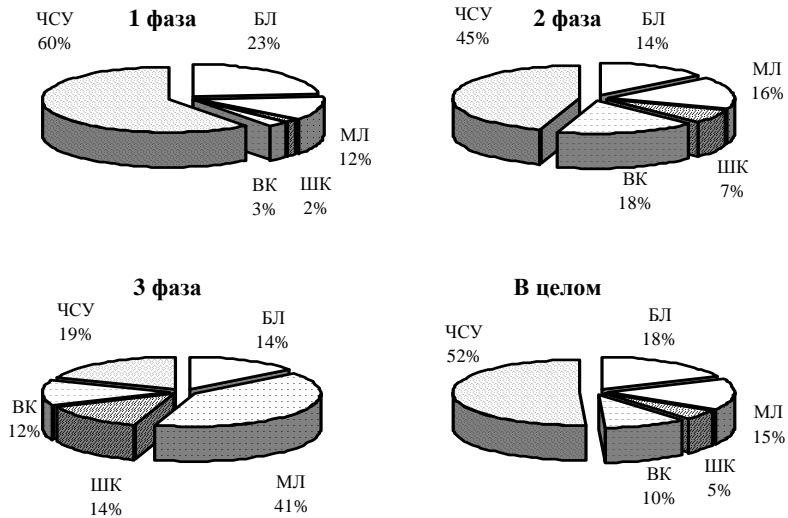 1 фаза
ЧСУ
60%
БЛ
23%
МЛ
12%
ШК
2%
ВК
3%
2 фаза
ЧСУ
45%
БЛ
14%
МЛ
16%
ШК
7%
ВК
18%
3 фаза
ЧСУ
19%
БЛ
14%
МЛ
41%
ШК
14%
ВК
12%
В целом
ЧСУ
52%
БЛ
18%
МЛ
15%
ШК
5%
ВК
10%